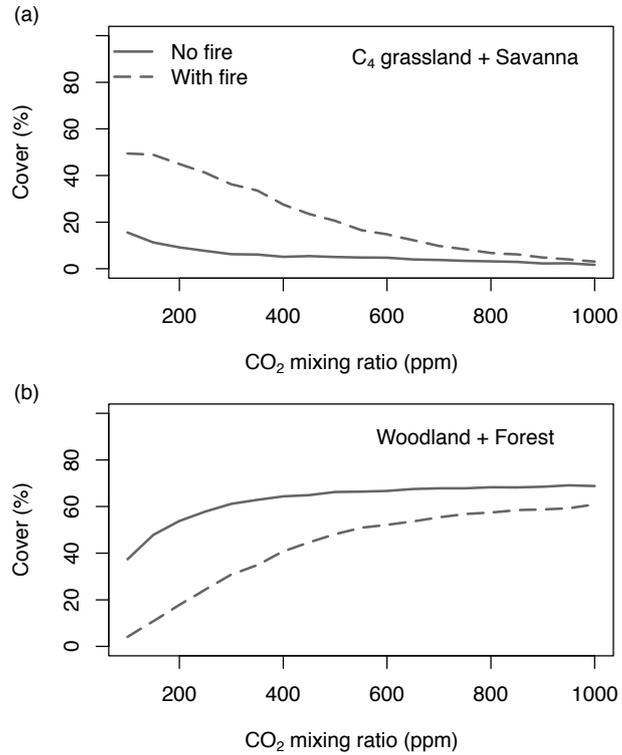 (a)
No fire
With fire
C₄ grassland + Savanna
Cover (%)
80
60
40
20
0
200 400 600 800 1000
CO₂ mixing ratio (ppm)
(b)
Woodland + Forest
Cover (%)
80
60
40
20
0
200 400 600 800 1000
CO₂ mixing ratio (ppm)